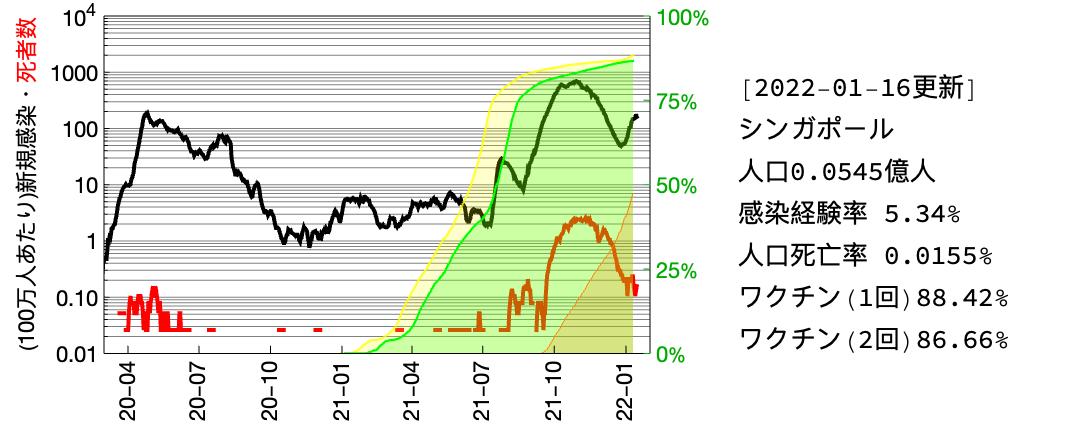 (100万人あたり)新規感染・死者数
10⁴
1000
100
10
1
0.10
0.01
100%
75%
50%
25%
0%
20-04
20-07
20-10
21-01
21-04
21-07
21-10
22-01
[2022-01-16更新]
シンガポール
人口0.0545億人
感染経験率 5.34%
人口死亡率 0.0155%
ワクチン(1回)88.42%
ワクチン(2回)86.66%